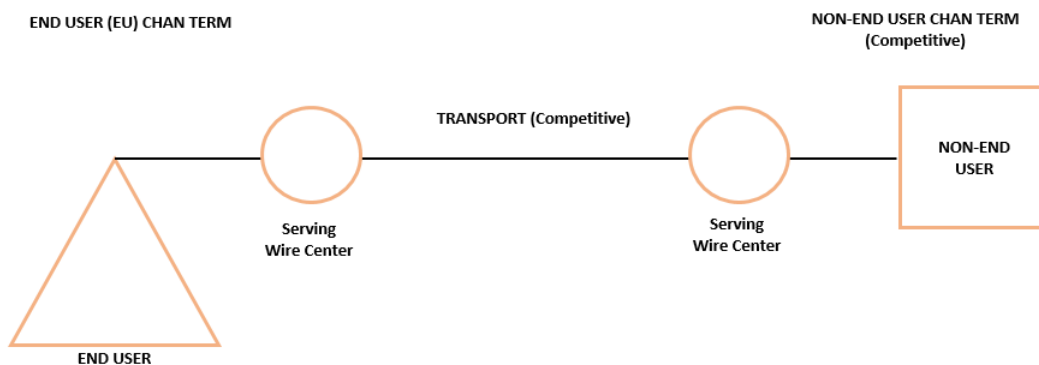 END USER (EU) CHAN TERM
NON-END USER CHAN TERM
(Competitive)
TRANSPORT (Competitive)
NON-END
USER
Serving
Wire Center
Serving
Wire Center
END USER